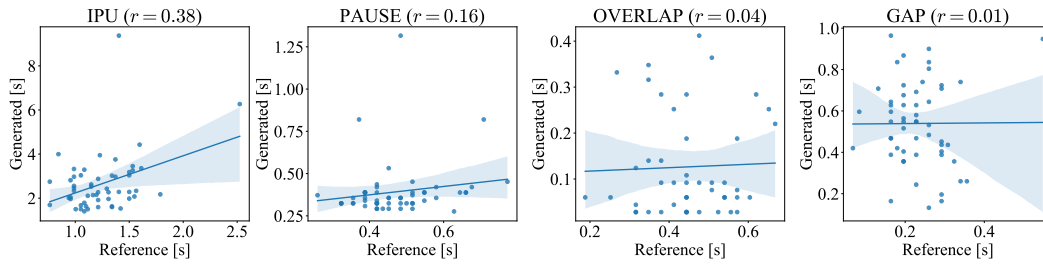 IPU (r = 0.38)
Generated [s]
8
6
4
2
1.0 1.5 2.0 2.5
Reference [s]
PAUSE (r = 0.16)
Generated [s]
1.25
1.00
0.75
0.50
0.25
0.4 0.6
Reference [s]
OVERLAP (r = 0.04)
Generated [s]
0.4
0.3
0.2
0.1
0.2 0.4 0.6
Reference [s]
GAP (r = 0.01)
Generated [s]
1.0
0.8
0.6
0.4
0.2
0.2 0.4
Reference [s]